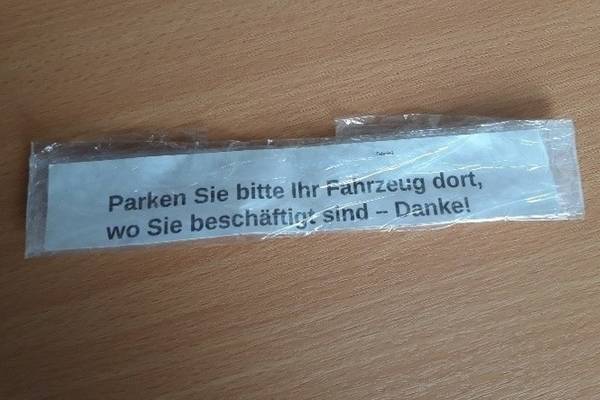 Parken Sie bitte Ihr Fahrzeug dort,
wo Sie beschäftigt sind – Danke!